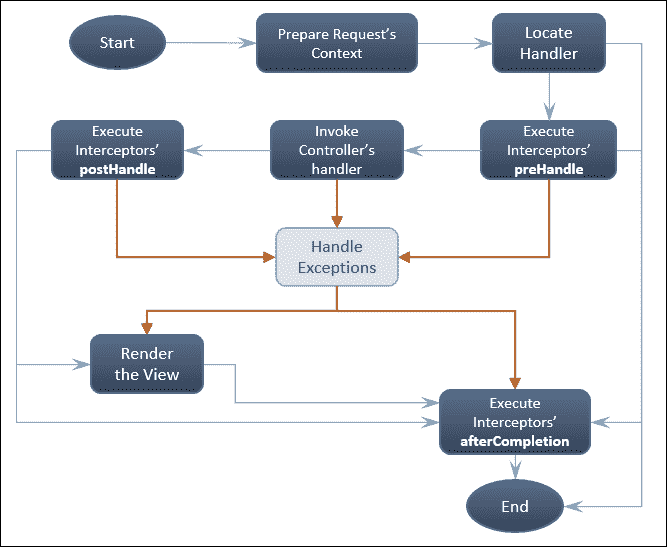 Start
Prepare Request's
Context
Locate
Handler
Execute
Interceptors'
postHandle
Invoke
Controller's
handler
Execute
Interceptors'
preHandle
Handle
Exceptions
Render
the View
Execute
Interceptors'
afterCompletion
End